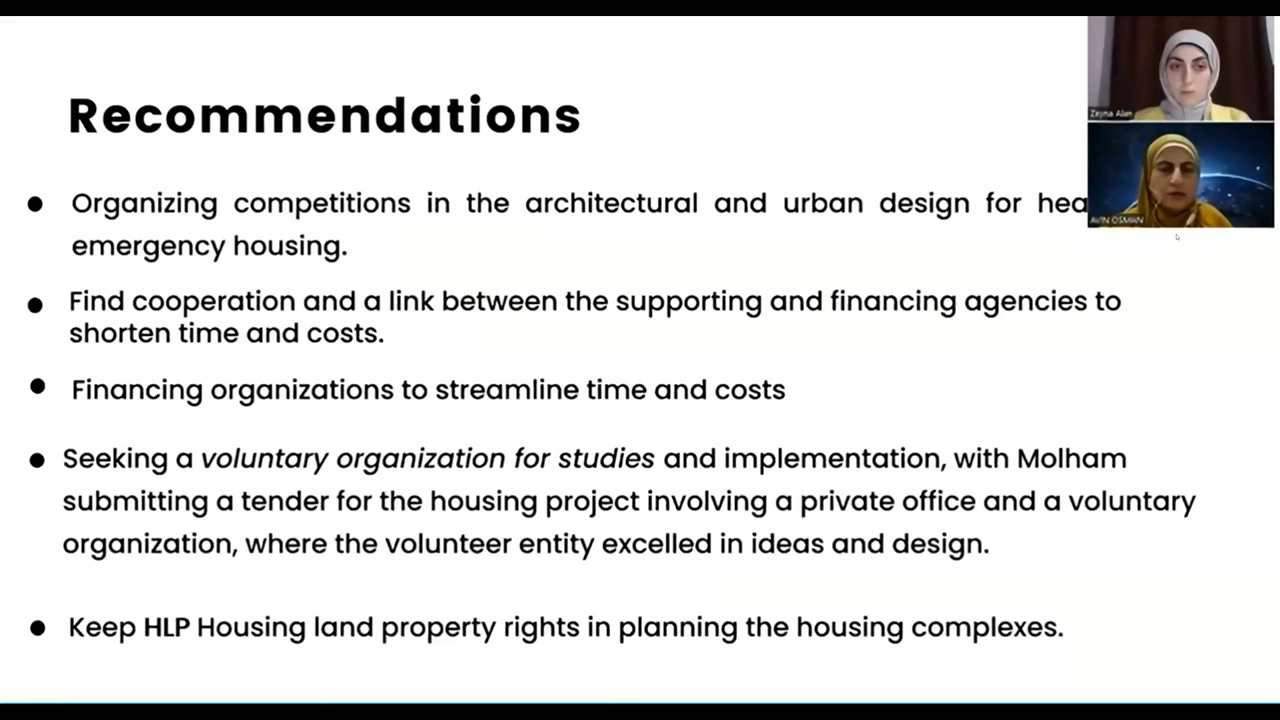 Recommendations
Zeyna Alan
AVIN OSMAN
● Organizing competitions in the architectural and urban design for
emergency housing.
● Find cooperation and a link between the supporting and financing agencies to
shorten time and costs.
● Financing organizations to streamline time and costs
● Seeking a voluntary organization for studies and implementation, with Molham
submitting a tender for the housing project involving a private office and a voluntary
organization, where the volunteer entity excelled in ideas and design.
● Keep HLP Housing land property rights in planning the housing complexes.